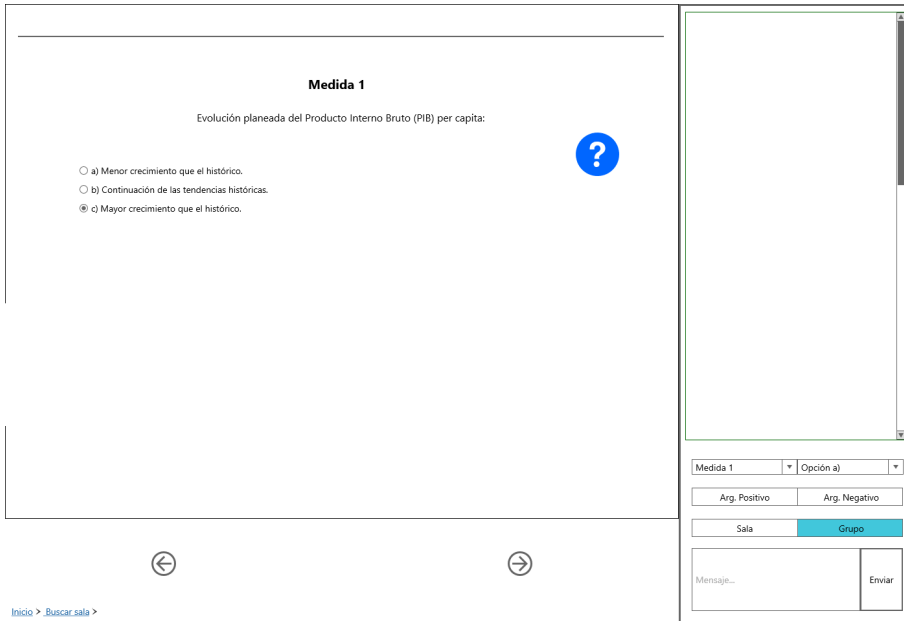 Medida 1
Evolución planeada del Producto Interno Bruto (PIB) per capita:
?
a) Menor crecimiento que el histórico.
b) Continuación de las tendencias históricas.
c) Mayor crecimiento que el histórico.
Medida 1 Opción a)
Arg. Positivo Arg. Negativo
Sala Grupo
Mensaje... Enviar
Inicio > Buscar sala >